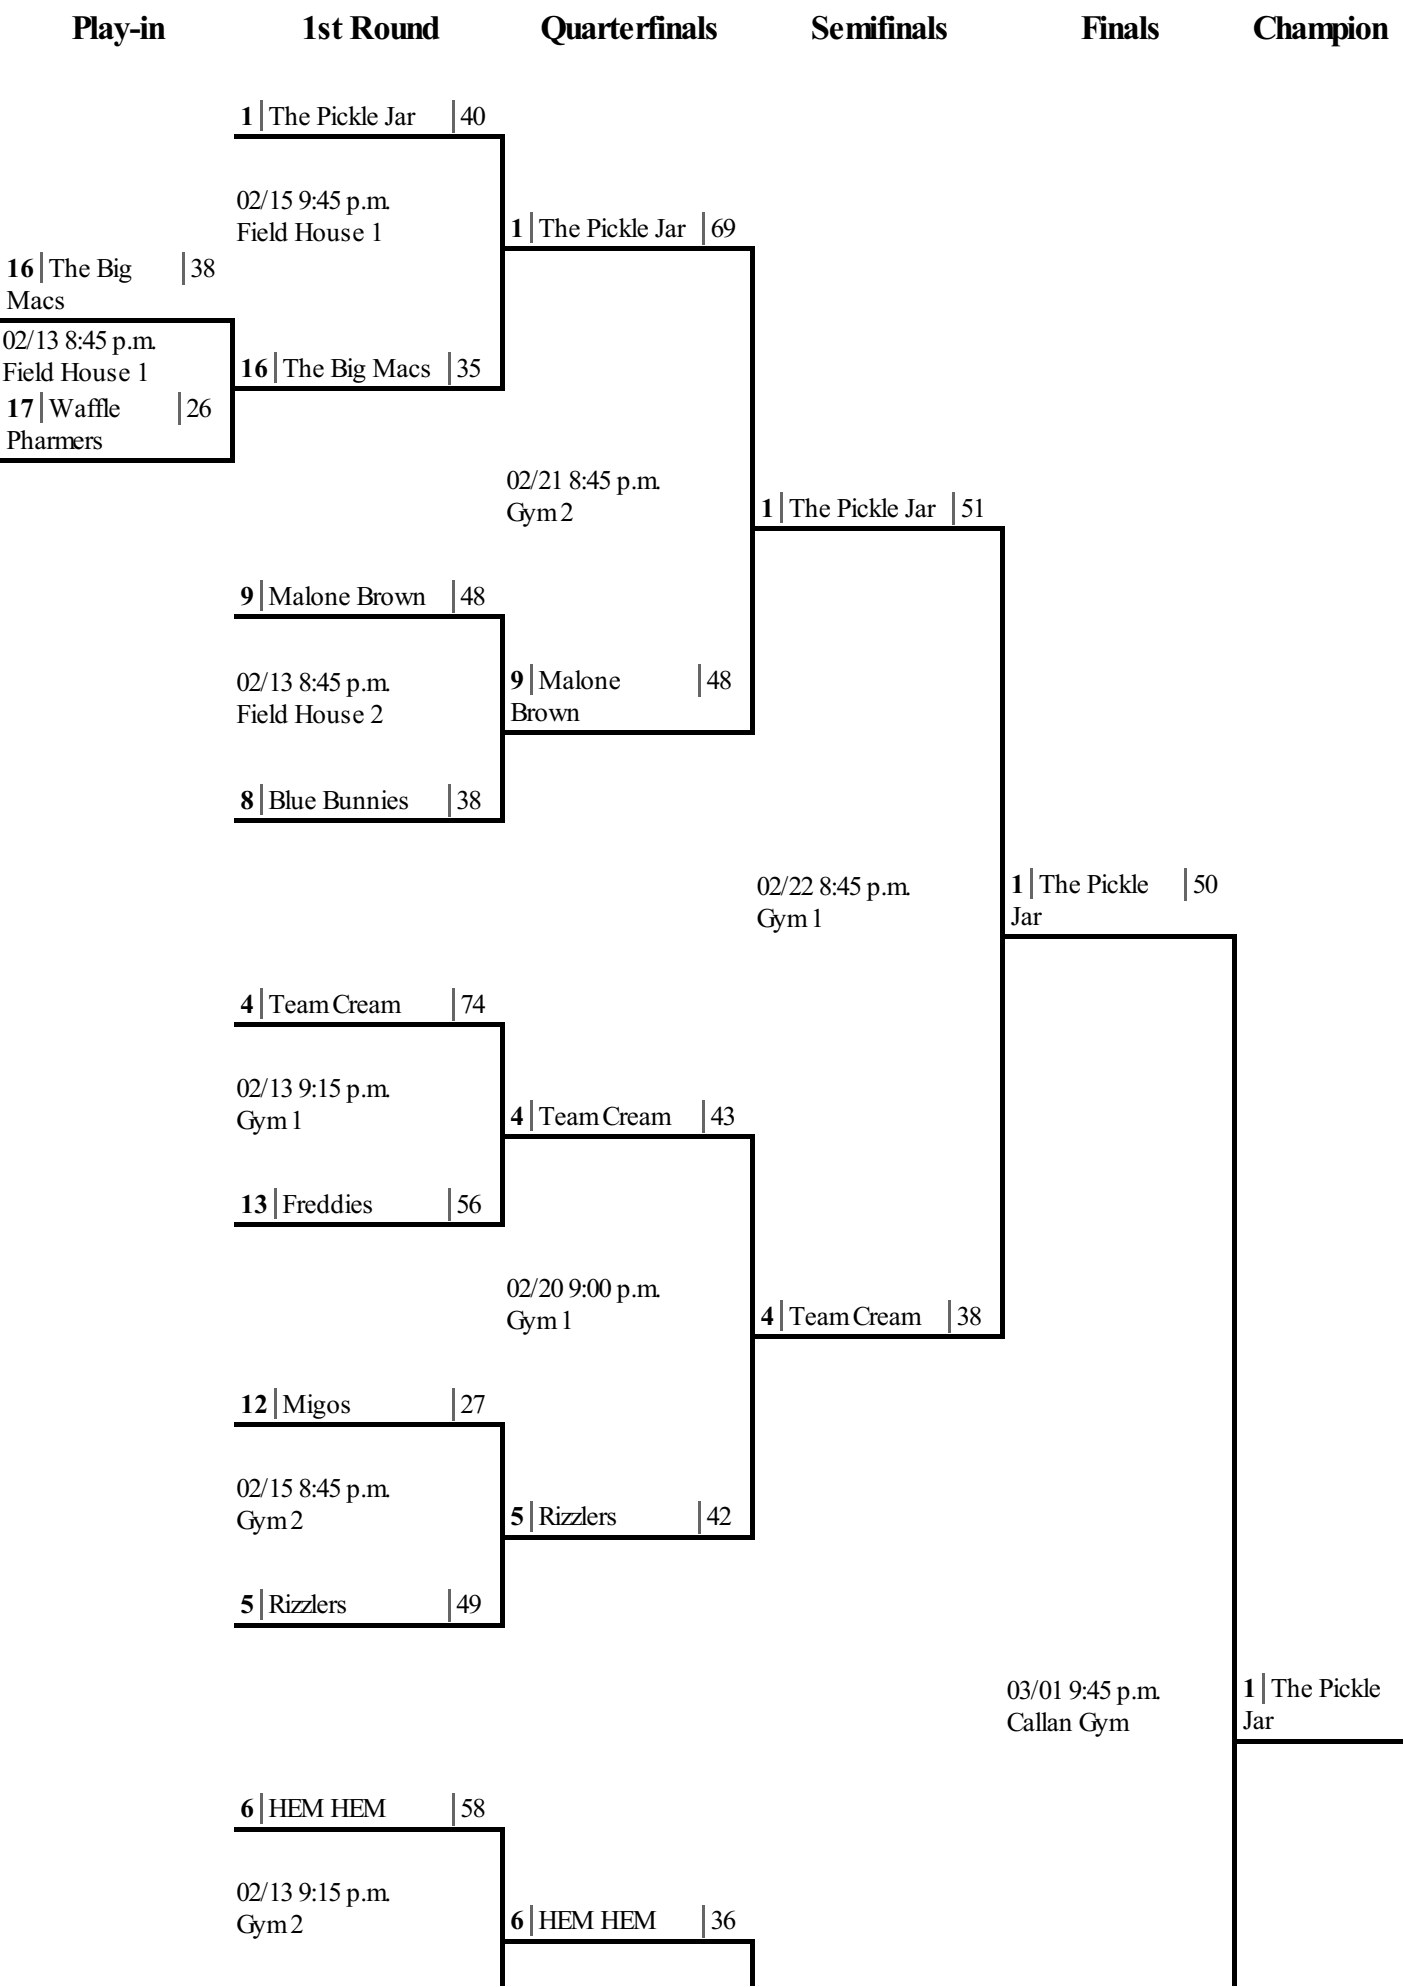 Play-in 1st Round Quarterfinals Semifinals Finals Champion
1 The Pickle Jar 40
02/15 9:45 p.m.
Field House 1
1 The Pickle Jar 69
16 The Big 38
Macs
02/13 8:45 p.m.
Field House 1
16 The Big Macs 35
17 Waffle 26
Pharmers
02/21 8:45 p.m.
Gym 2
1 The Pickle Jar 51
9 Malone Brown 48
02/13 8:45 p.m.
Field House 2
9 Malone 48
Brown
8 Blue Bunnies 38
02/22 8:45 p.m.
Gym 1
1 The Pickle 50
Jar
4 Team Cream 74
02/13 9:15 p.m.
Gym 1
4 Team Cream 43
13 Freddies 56
02/20 9:00 p.m.
Gym 1
4 Team Cream 38
12 Migos 27
02/15 8:45 p.m.
Gym 2
5 Rizzlers 42
5 Rizzlers 49
03/01 9:45 p.m.
Callan Gym
1 The Pickle
Jar
6 HEM HEM 58
02/13 9:15 p.m.
Gym 2
6 HEM HEM 36